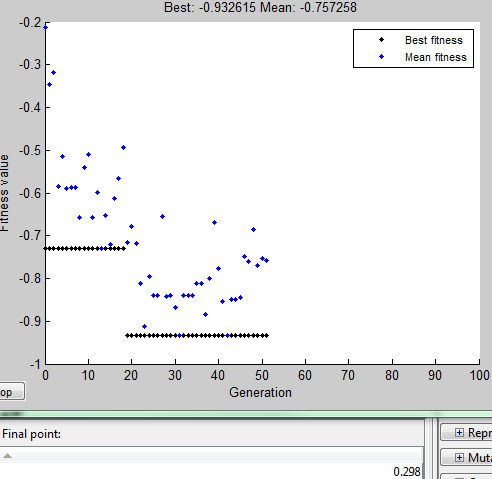 Best: -0.932615 Mean: -0.757258
-0.2
-0.3
-0.4
-0.5
-0.6
-0.7
-0.8
-0.9
-1
Fitness value
Best fitness
Mean fitness
0 10 20 30 40 50 60 70 80 90 100
Generation
op
Final point:
Repr
Muta
0.298